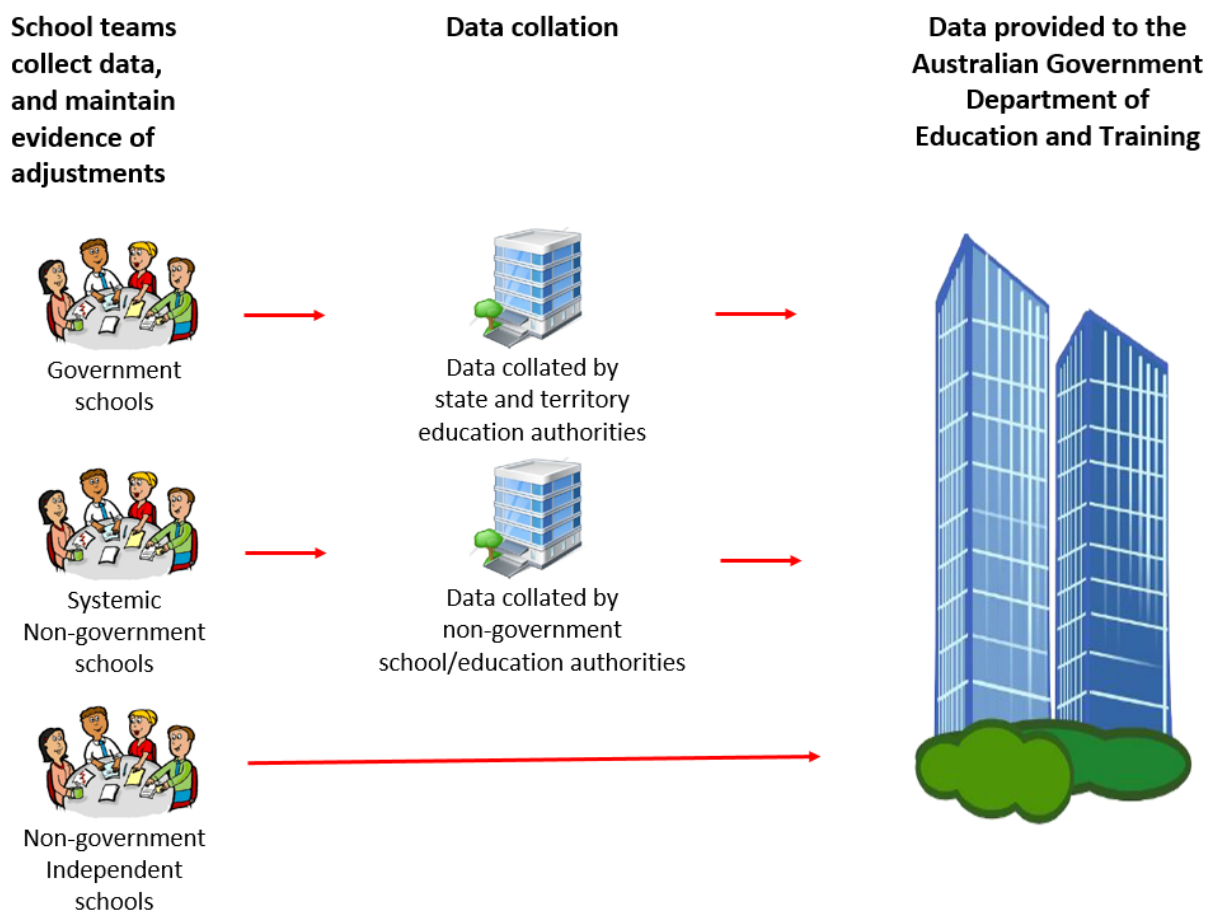 School teams
collect data,
and maintain
evidence of
adjustments
Data collation
Data provided to the
Australian Government
Department of
Education and Training
Government
schools
Data collated by
state and territory
education authorities
Systemic
Non-government
schools
Data collated by
non-government
school/education authorities
Non-government
Independent
schools